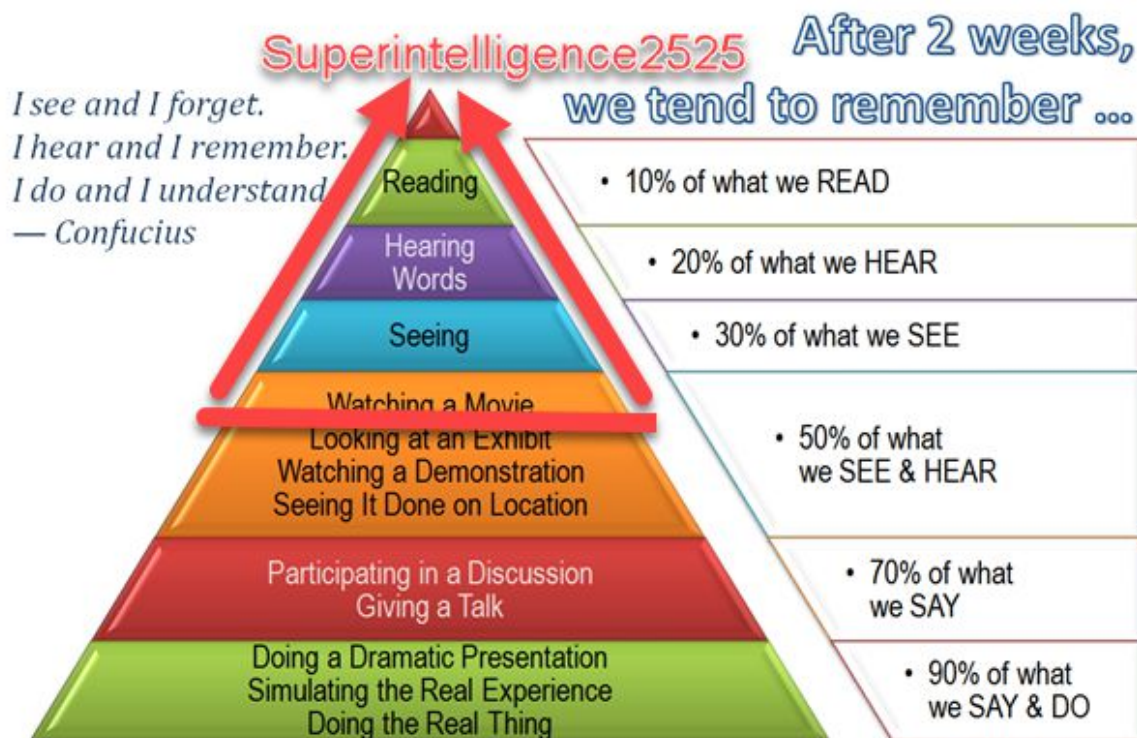 Superintelligence2525
After 2 weeks,
we tend to remember ...
I see and I forget.
I hear and I remember.
I do and I understand
— Confucius
Reading
• 10% of what we READ
Hearing
Words
• 20% of what we HEAR
Seeing
• 30% of what we SEE
Watching a Movie
Looking at an Exhibit
Watching a Demonstration
Seeing It Done on Location
• 50% of what
we SEE & HEAR
Participating in a Discussion
Giving a Talk
• 70% of what
we SAY
Doing a Dramatic Presentation
Simulating the Real Experience
Doing the Real Thing
• 90% of what
we SAY & DO